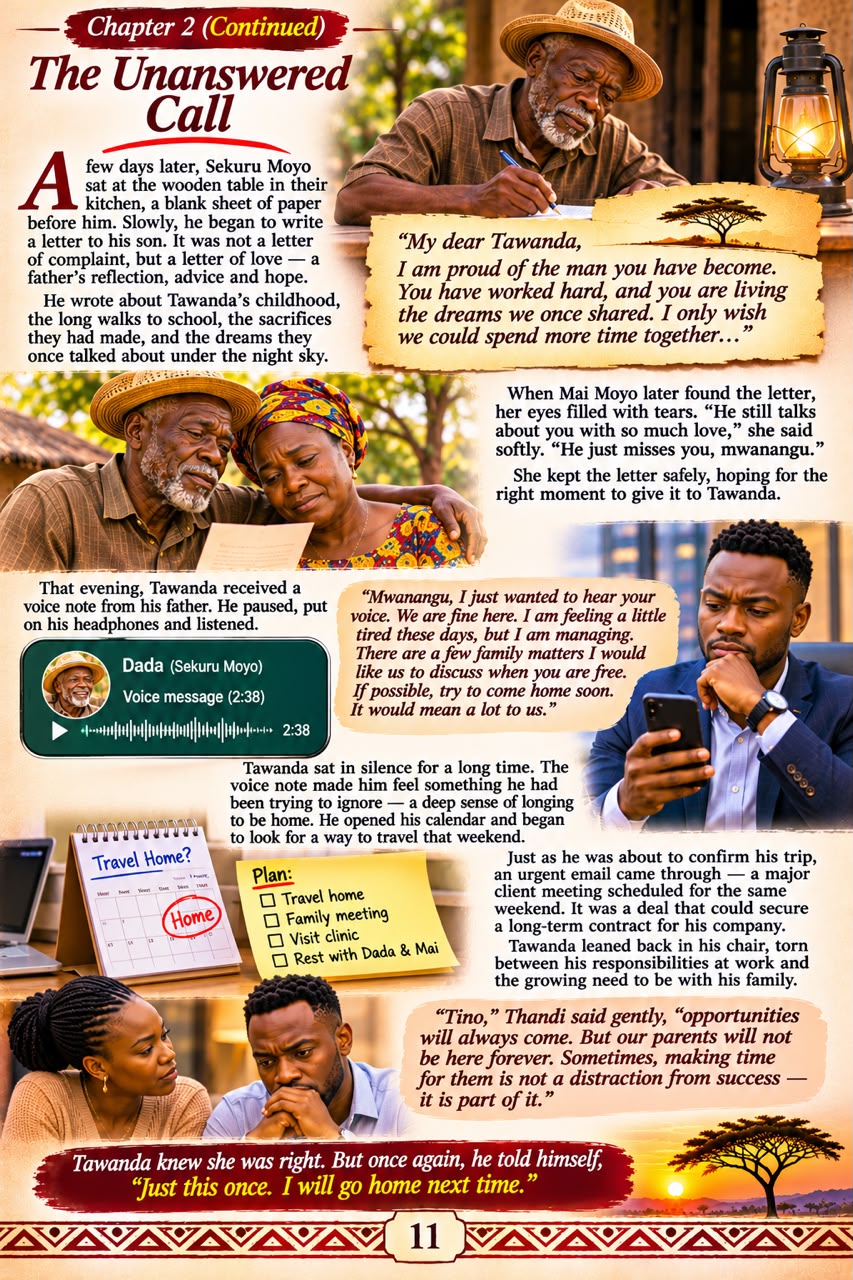 Chapter 2 (Continued)
The Unanswered
Call
A few days later, Sekuru Moyo
sat at the wooden table in their
kitchen, a blank sheet of paper
before him. Slowly, he began to write
a letter to his son. It was not a letter
of complaint, but a letter of love — a
father's reflection, advice and hope.
He wrote about Tawanda's childhood,
the long walks to school, the sacrifices
they had made, and the dreams they
once talked about under the night sky.
"My dear Tawanda,
I am proud of the man you have become.
You have worked hard, and you are living
the dreams we once shared. I only wish
we could spend more time together…"
When Mai Moyo later found the letter,
her eyes filled with tears. "He still talks
about you with so much love," she said
softly. "He just misses you, mwanangu."
She kept the letter safely, hoping for the
right moment to give it to Tawanda.
That evening, Tawanda received a
voice note from his father. He paused, put
on his headphones and listened.
Dada (Sekuru Moyo)
Voice message (2:38)
2:38
"Mwanangu, I just wanted to hear your
voice. We are fine here. I am feeling a little
tired these days, but I am managing.
There are a few family matters I would
like us to discuss when you are free.
If possible, try to come home soon.
It would mean a lot to us."
Tawanda sat in silence for a long time. The
voice note made him feel something he had
been trying to ignore — a deep sense of longing
to be home. He opened his calendar and began
to look for a way to travel that weekend.
Travel Home?
Home
Plan:
Travel home
Family meeting
Visit clinic
Rest with Dada & Mai
Just as he was about to confirm his trip,
an urgent email came through — a major
client meeting scheduled for the same
weekend. It was a deal that could secure
a long-term contract for his company.
Tawanda leaned back in his chair, torn
between his responsibilities at work and
the growing need to be with his family.
"Tino," Thandi said gently, "opportunities
will always come. But our parents will not
be here forever. Sometimes, making time
for them is not a distraction from success —
it is part of it."
Tawanda knew she was right. But once again, he told himself,
"Just this once. I will go home next time."
11